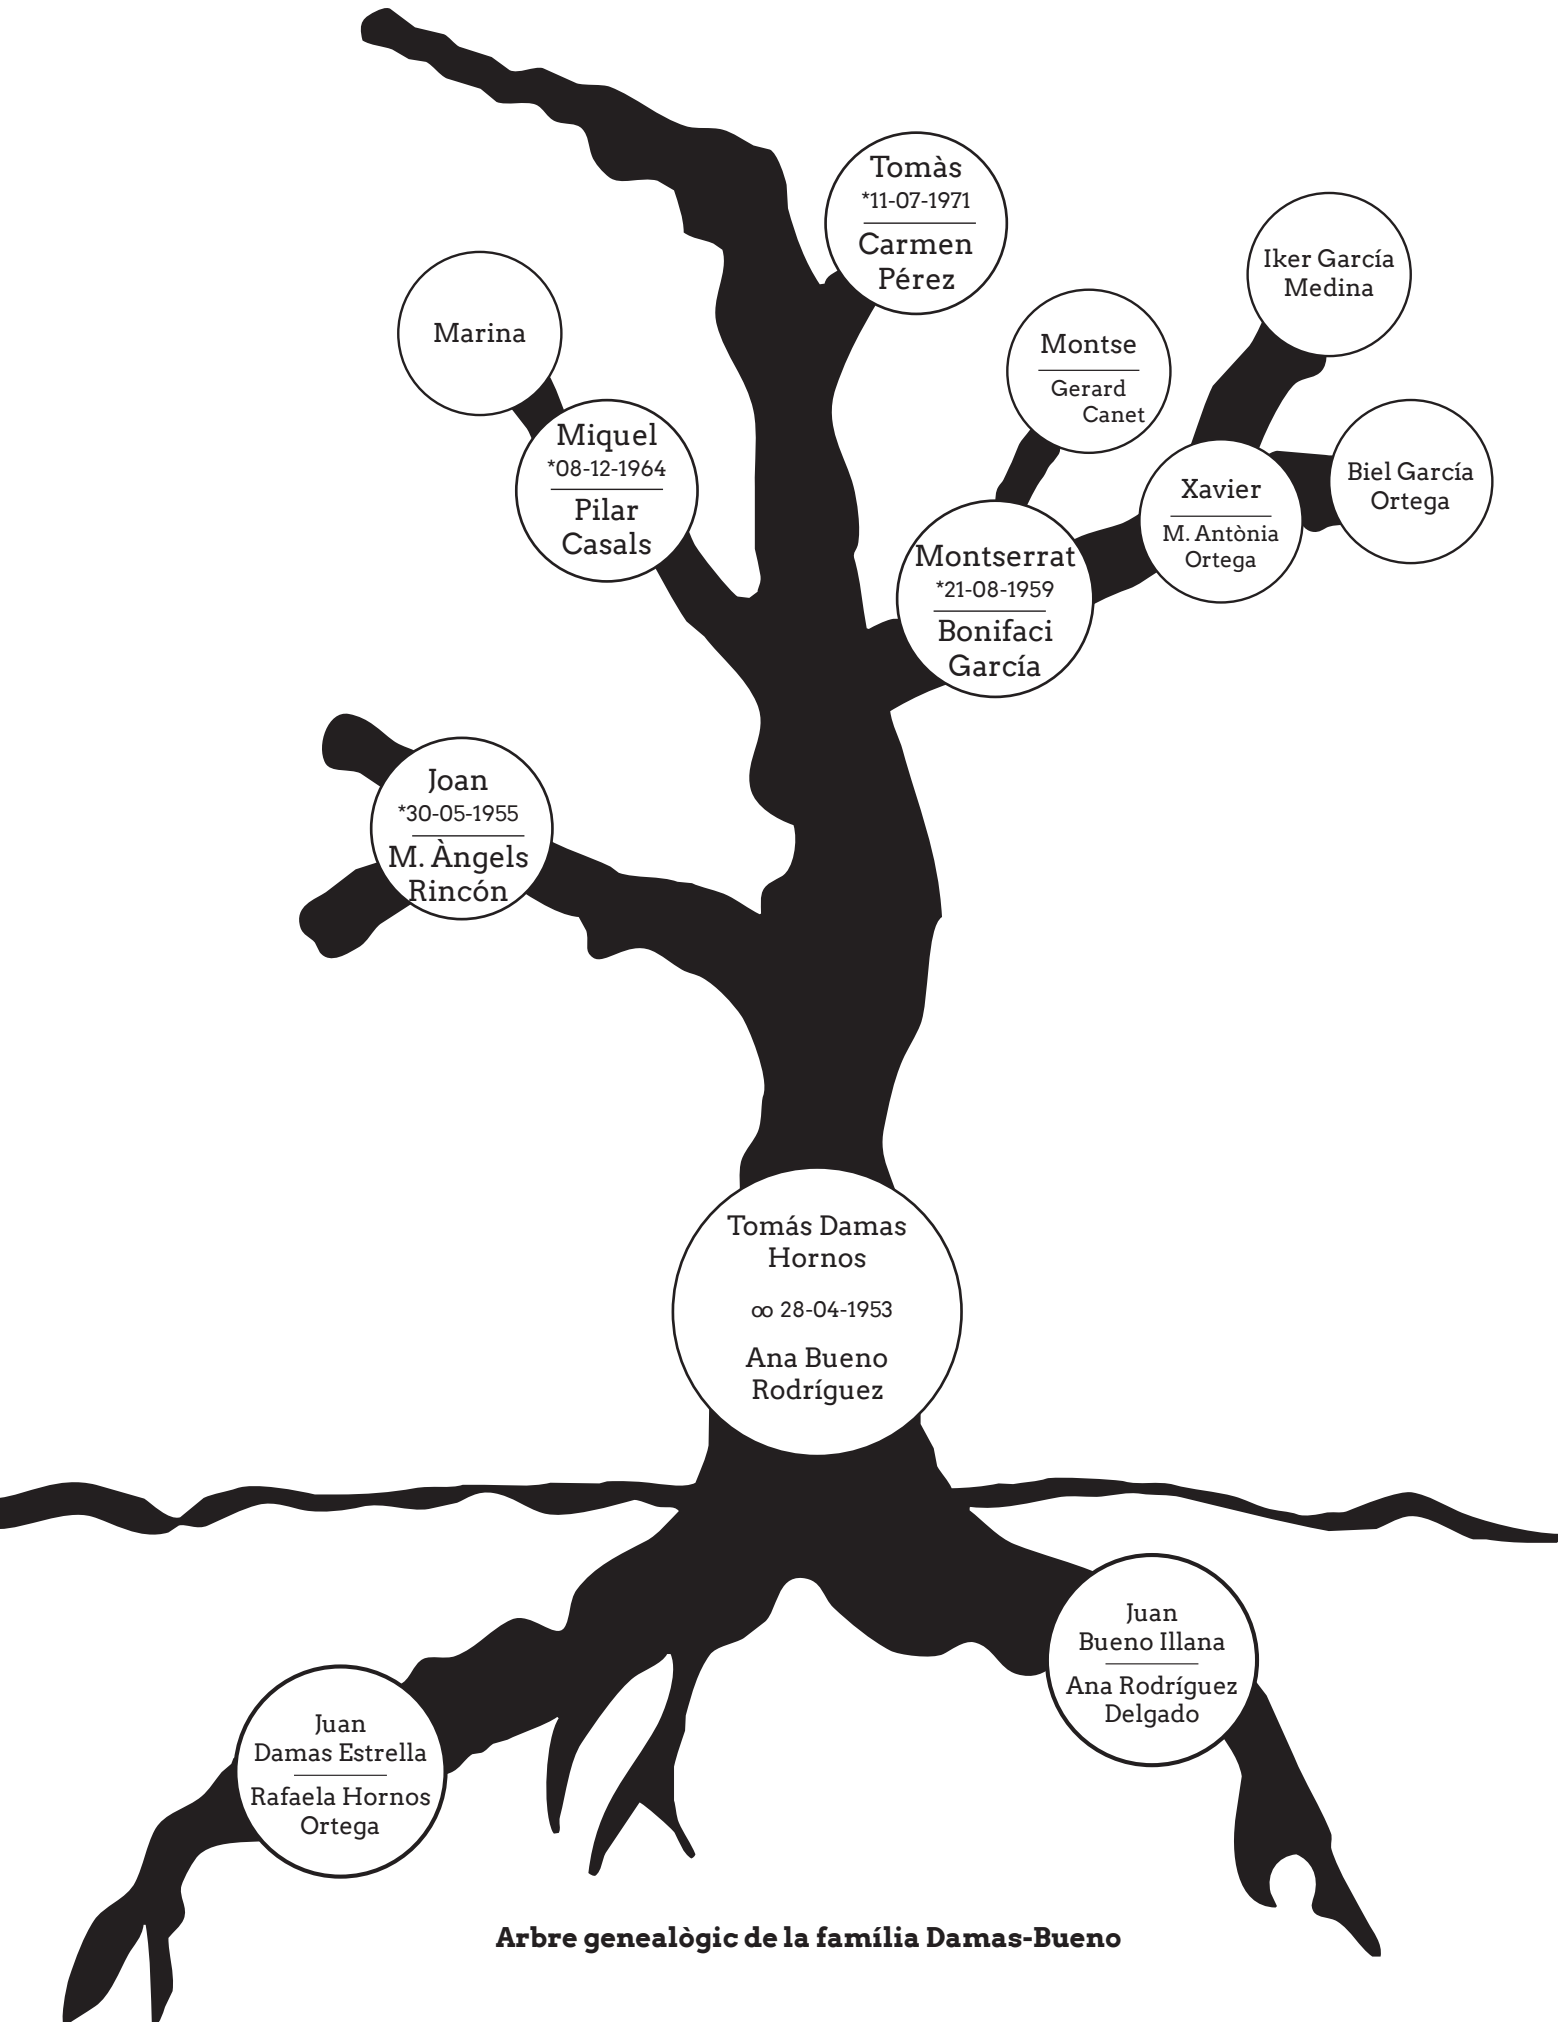 Tomàs
*11-07-1971
Carmen
Pérez
Iker García
Medina
Marina
Montse
Gerard
Canet
Miquel
*08-12-1964
Pilar
Casals
Xavier
M. Antònia
Ortega
Biel García
Ortega
Montserrat
*21-08-1959
Bonifaci
García
Joan
*30-05-1955
M. Àngels
Rincón
Tomás Damas
Hornos
∞ 28-04-1953
Ana Bueno
Rodríguez
Juan
Bueno Illana
Ana Rodríguez
Delgado
Juan
Damas Estrella
Rafaela Hornos
Ortega
Arbre genealògic de la família Damas-Bueno